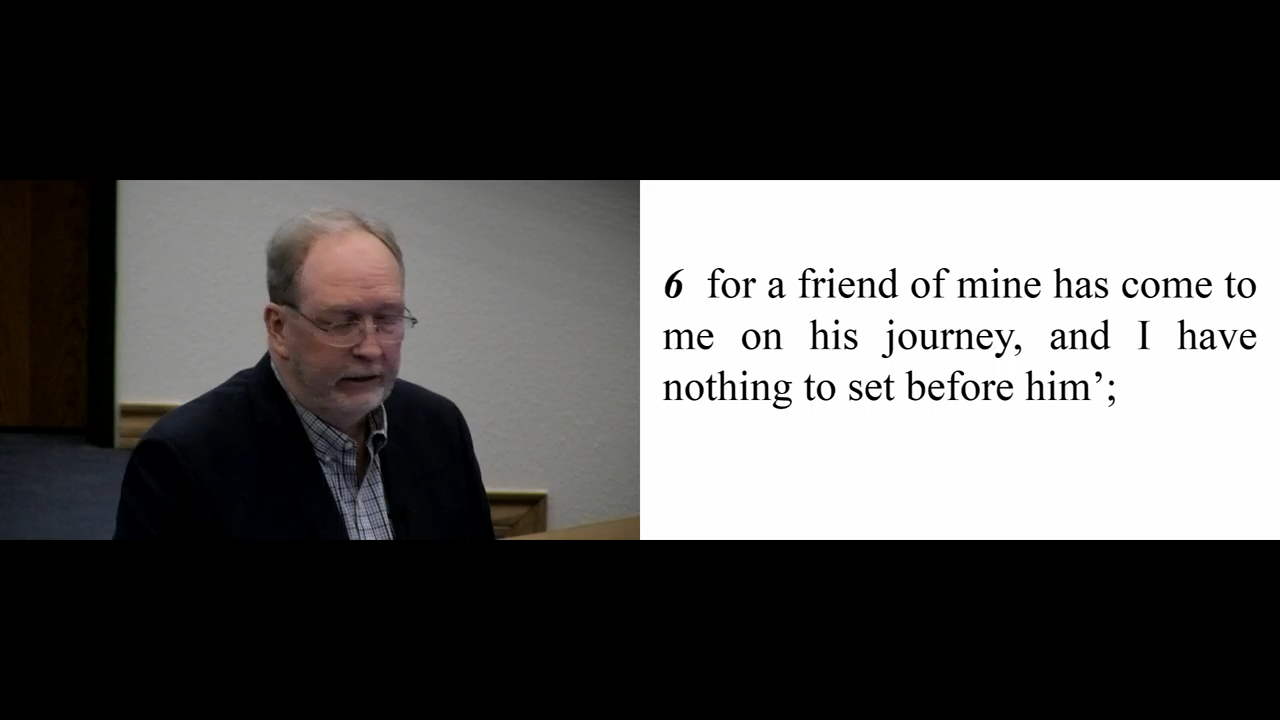 6 for a friend of mine has come to
me on his journey, and I have
nothing to set before him’;